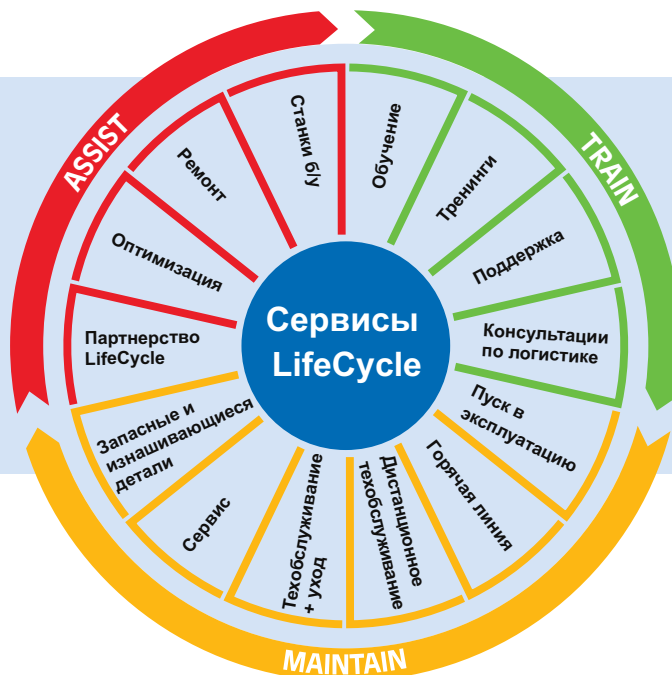 ASSIST
TRAIN
MAINTAIN
Сервисы
LifeCycle
Обучение
Тренинги
Поддержка
Консультации
по логистике
Пуск в
эксплуатацию
Горячая линия
Дистанционное
техобслуживание
Техобслуживание
+ уход
Сервис
Запасные и
изнашивающиеся
детали
Партнерство
LifeCycle
Оптимизация
Ремонт
Станки б/у